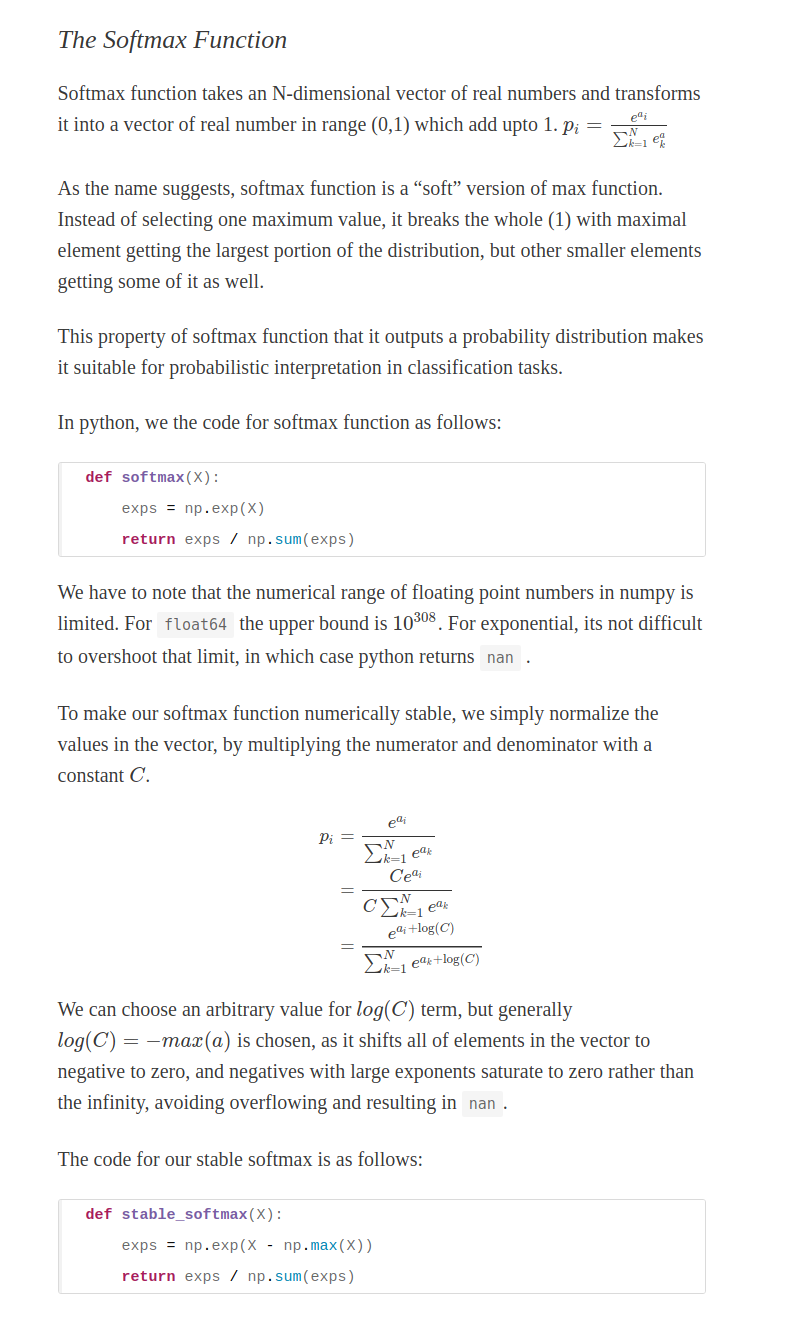 The Softmax Function
Softmax function takes an N-dimensional vector of real numbers and transforms
it into a vector of real number in range (0,1) which add upto 1. $p_i = \frac{e^{a_i}}{\sum_{k=1}^{N} e_k^a}$
As the name suggests, softmax function is a “soft” version of max function.
Instead of selecting one maximum value, it breaks the whole (1) with maximal
element getting the largest portion of the distribution, but other smaller elements
getting some of it as well.
This property of softmax function that it outputs a probability distribution makes
it suitable for probabilistic interpretation in classification tasks.
In python, we the code for softmax function as follows:
def softmax(X):
    exps = np.exp(X)
    return exps / np.sum(exps)
We have to note that the numerical range of floating point numbers in numpy is
limited. For float64 the upper bound is $10^{308}$. For exponential, its not difficult
to overshoot that limit, in which case python returns nan .
To make our softmax function numerically stable, we simply normalize the
values in the vector, by multiplying the numerator and denominator with a
constant $C$.
$p_i = \frac{e^{a_i}}{\sum_{k=1}^{N} e^{a_k}}$
$= \frac{Ce^{a_i}}{C\sum_{k=1}^{N} e^{a_k}}$
$= \frac{e^{a_i+\log(C)}}{\sum_{k=1}^{N} e^{a_k+\log(C)}}$
We can choose an arbitrary value for $log(C)$ term, but generally
$log(C) = -max(a)$ is chosen, as it shifts all of elements in the vector to
negative to zero, and negatives with large exponents saturate to zero rather than
the infinity, avoiding overflowing and resulting in nan.
The code for our stable softmax is as follows:
def stable_softmax(X):
    exps = np.exp(X - np.max(X))
    return exps / np.sum(exps)